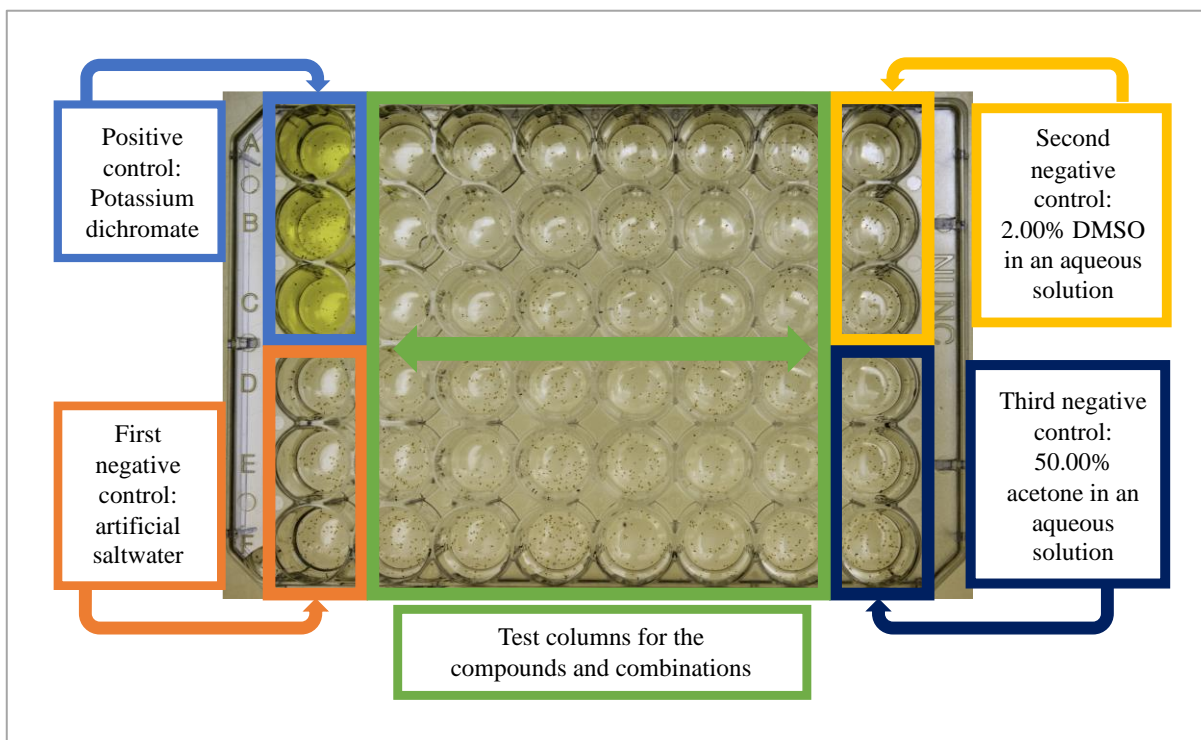 Positive
control:
Potassium
dichromate
Second
negative
control:
2.00% DMSO
in an aqueous
solution
A
B
C
D
E
F
NUNC
First
negative
control:
artificial
saltwater
Third negative
control:
50.00%
acetone in an
aqueous
solution
Test columns for the
compounds and combinations